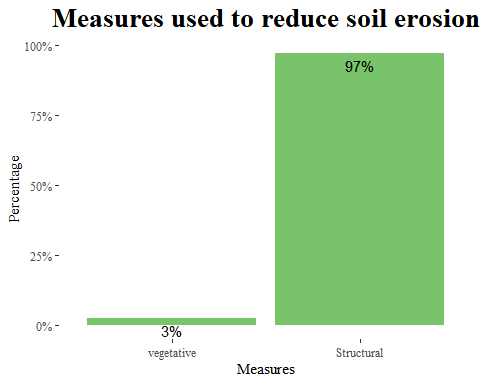 Measures used to reduce soil erosion
100%
97%
75%
Percentage
50%
25%
0%
3%
vegetative
Structural
Measures